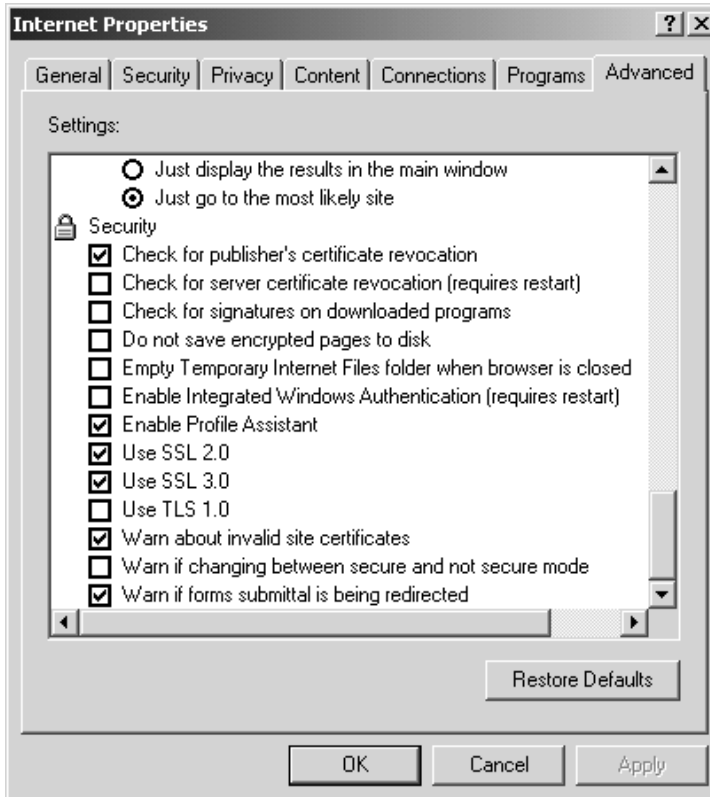 Internet Properties
General Security Privacy Content Connections Programs Advanced
Settings:
Just display the results in the main window
Just go to the most likely site
Security
Check for publisher's certificate revocation
Check for server certificate revocation (requires restart)
Check for signatures on downloaded programs
Do not save encrypted pages to disk
Empty Temporary Internet Files folder when browser is closed
Enable Integrated Windows Authentication (requires restart)
Enable Profile Assistant
Use SSL 2.0
Use SSL 3.0
Use TLS 1.0
Warn about invalid site certificates
Warn if changing between secure and not secure mode
Warn if forms submittal is being redirected
Restore Defaults
OK Cancel Apply